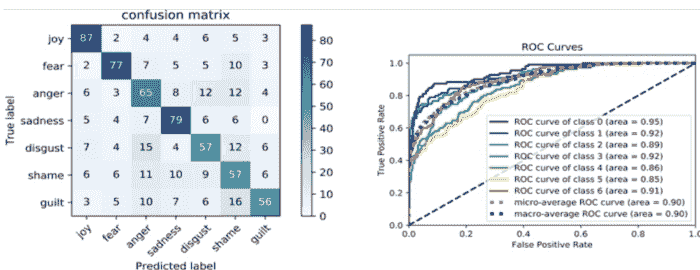 confusion matrix
True label
joy 87 2 4 4 6 5 3
fear 2 77 7 5 5 10 3
anger 6 3 65 8 12 12 4
sadness 5 4 7 79 6 6 0
disgust 7 4 15 4 57 12 6
shame 6 6 11 10 9 57 6
guilt 3 5 10 7 6 16 56
joy fear anger sadness disgust shame guilt
Predicted label
80
70
60
50
40
30
20
10
0
ROC Curves
True Positive Rate
1.0
0.8
0.6
0.4
0.2
0.0
ROC curve of class 0 (area = 0.95)
ROC curve of class 1 (area = 0.92)
ROC curve of class 2 (area = 0.89)
ROC curve of class 3 (area = 0.92)
ROC curve of class 4 (area = 0.86)
ROC curve of class 5 (area = 0.85)
ROC curve of class 6 (area = 0.91)
micro-average ROC curve (area = 0.90)
macro-average ROC curve (area = 0.90)
0.0 0.2 0.4 0.6 0.8 1.0
False Positive Rate